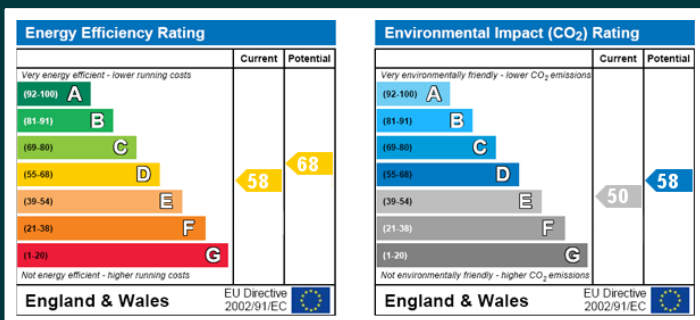 Energy Efficiency Rating
Current Potential
Very energy efficient - lower running costs
(92-100) A
(81-91) B
(69-80) C
(55-68) D
(39-54) E
(21-38) F
(1-20) G
58
68
Not energy efficient - higher running costs
England & Wales
EU Directive
2002/91/EC
Environmental Impact (CO₂) Rating
Current Potential
Very environmentally friendly - lower CO₂ emissions
(92-100) A
(81-91) B
(69-80) C
(55-68) D
(39-54) E
(21-38) F
(1-20) G
50
58
Not environmentally friendly - higher CO₂ emissions
England & Wales
EU Directive
2002/91/EC